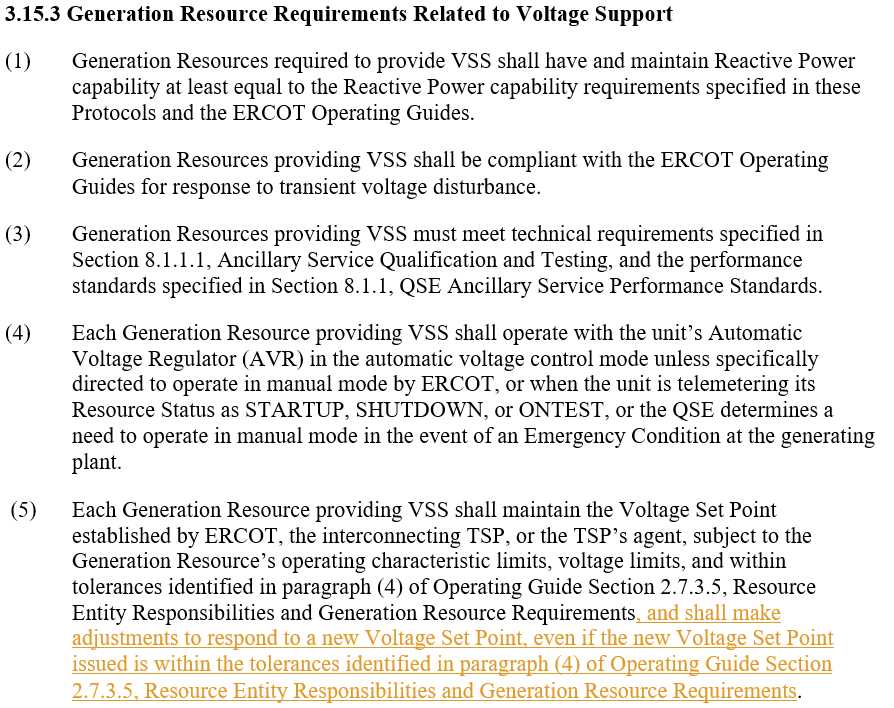 3.15.3 Generation Resource Requirements Related to Voltage Support
(1) Generation Resources required to provide VSS shall have and maintain Reactive Power
capability at least equal to the Reactive Power capability requirements specified in these
Protocols and the ERCOT Operating Guides.
(2) Generation Resources providing VSS shall be compliant with the ERCOT Operating
Guides for response to transient voltage disturbance.
(3) Generation Resources providing VSS must meet technical requirements specified in
Section 8.1.1.1, Ancillary Service Qualification and Testing, and the performance
standards specified in Section 8.1.1, QSE Ancillary Service Performance Standards.
(4) Each Generation Resource providing VSS shall operate with the unit’s Automatic
Voltage Regulator (AVR) in the automatic voltage control mode unless specifically
directed to operate in manual mode by ERCOT, or when the unit is telemetering its
Resource Status as STARTUP, SHUTDOWN, or ONTEST, or the QSE determines a
need to operate in manual mode in the event of an Emergency Condition at the generating
plant.
(5) Each Generation Resource providing VSS shall maintain the Voltage Set Point
established by ERCOT, the interconnecting TSP, or the TSP’s agent, subject to the
Generation Resource’s operating characteristic limits, voltage limits, and within
tolerances identified in paragraph (4) of Operating Guide Section 2.7.3.5, Resource
Entity Responsibilities and Generation Resource Requirements, and shall make
adjustments to respond to a new Voltage Set Point, even if the new Voltage Set Point
issued is within the tolerances identified in paragraph (4) of Operating Guide Section
2.7.3.5, Resource Entity Responsibilities and Generation Resource Requirements.